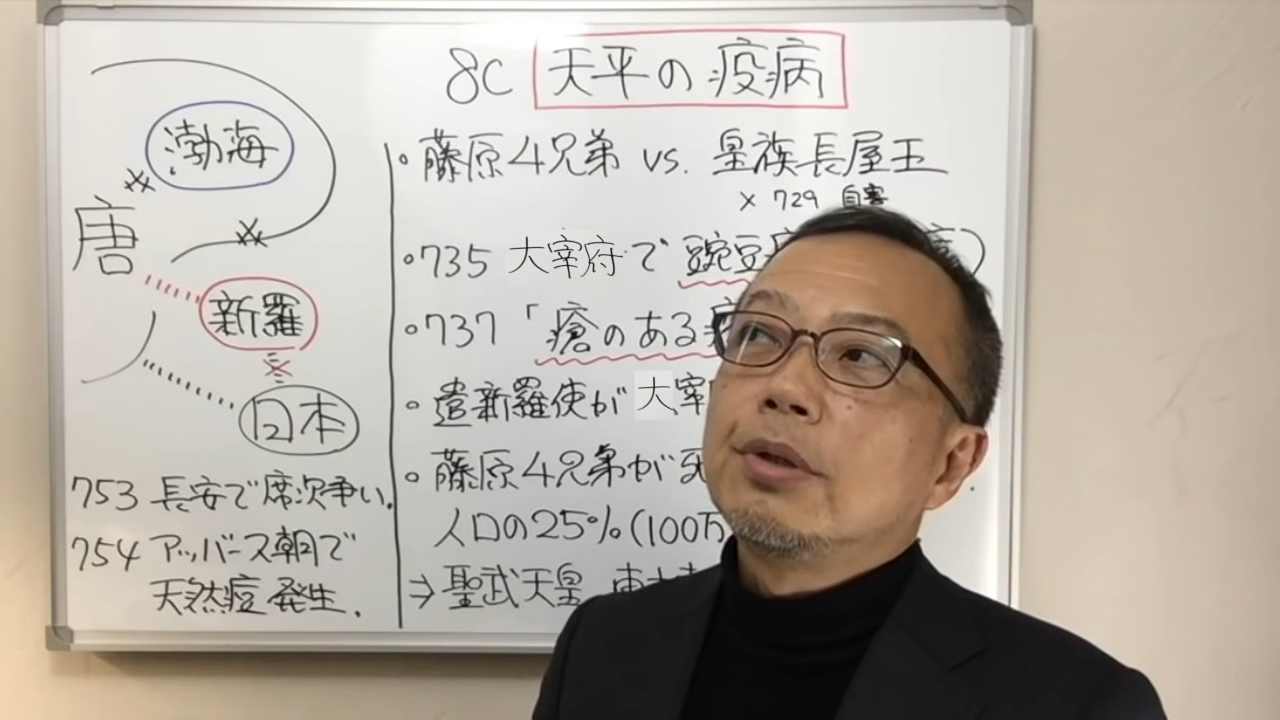 8C 天平の疫病
渤海
唐
新羅
日本
753 長安で席次争い.
754 アッバース朝で
天然痘発生.
。藤原4兄弟 vs. 皇族長屋王
× 729 自害
。735 大宰府で 豌豆
。737「瘡のある
。遣新羅使が 大宰
。藤原4兄弟が死
人口の25%(100万
⇒聖武天皇 東大